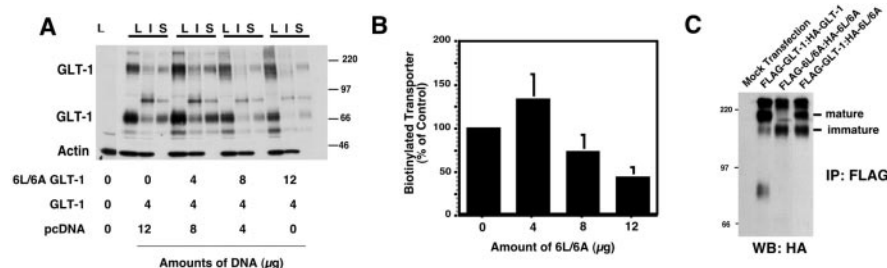 A
L L I S L I S L I S L I S
GLT-1
GLT-1
Actin
220
97
46
6L/6A GLT-1 0 0 4 8 12
GLT-1 0 4 4 4 4
pcDNA 0 12 8 4 0
Amounts of DNA (µg)
B
Biotinylated Transporter
(% of Control)
200
150
100
50
0
0 4 8 12
Amount of 6L/6A (µg)
C
Mock Transfection
FLAG-GLT-1:HA-GLT-1
FLAG-6L/6A:HA-6L/6A
FLAG-GLT-1:HA-6L/6A
220
97
66
mature
immature
IP: FLAG
WB: HA